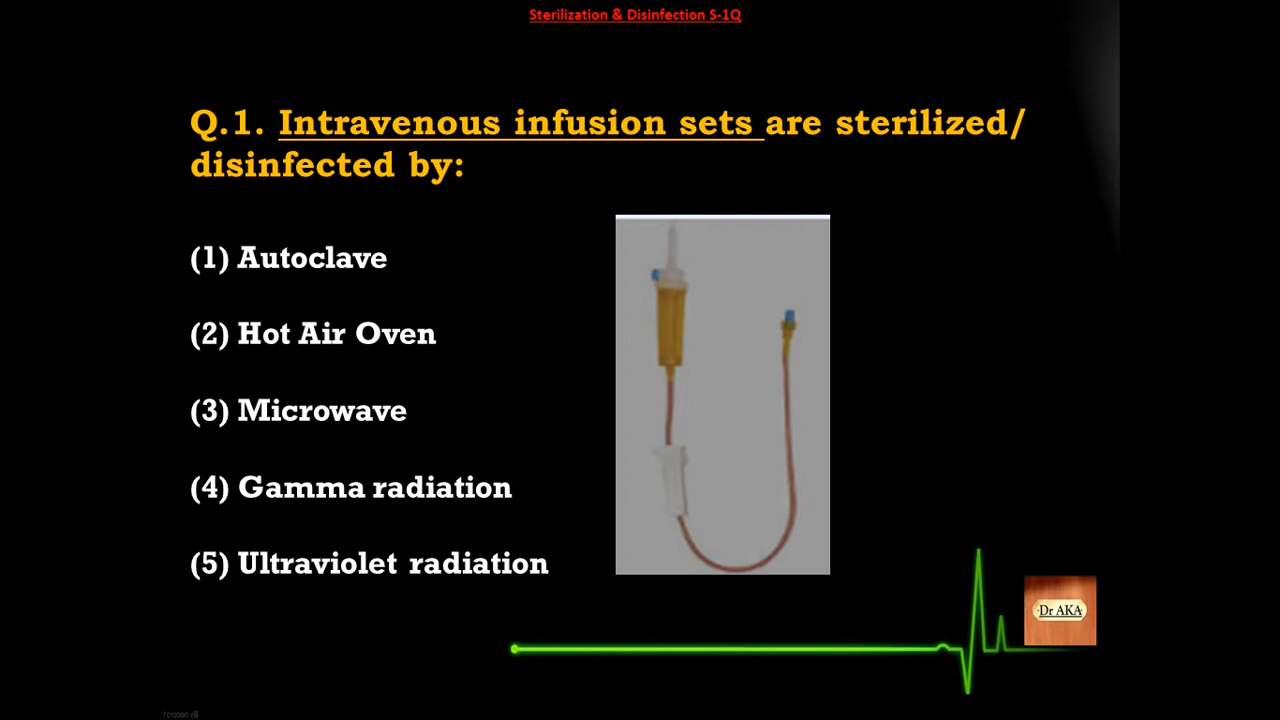 Sterilization & Disinfection S-1Q
Q.1. Intravenous infusion sets are sterilized/
disinfected by:
(1) Autoclave
(2) Hot Air Oven
(3) Microwave
(4) Gamma radiation
(5) Ultraviolet radiation
Dr AKA